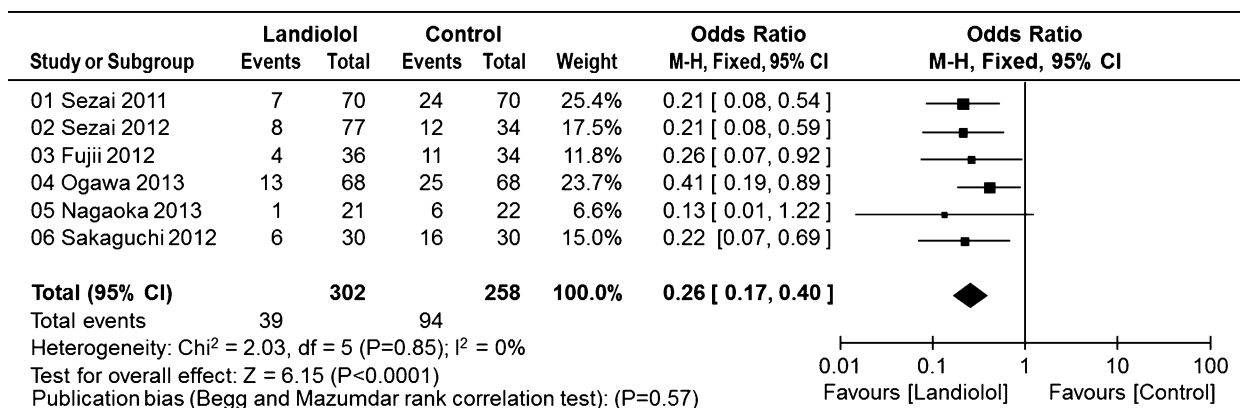 Landiolol Control Odds Ratio Odds Ratio
Study or Subgroup Events Total Events Total Weight M-H, Fixed, 95% CI M-H, Fixed, 95% CI
01 Sezai 2011 7 70 24 70 25.4% 0.21 [ 0.08, 0.54 ]
02 Sezai 2012 8 77 12 34 17.5% 0.21 [ 0.08, 0.59 ]
03 Fujii 2012 4 36 11 34 11.8% 0.26 [ 0.07, 0.92 ]
04 Ogawa 2013 13 68 25 68 23.7% 0.41 [ 0.19, 0.89 ]
05 Nagaoka 2013 1 21 6 22 6.6% 0.13 [ 0.01, 1.22 ]
06 Sakaguchi 2012 6 30 16 30 15.0% 0.22 [0.07, 0.69 ]
Total (95% CI) 302 258 100.0% 0.26 [ 0.17, 0.40 ]
Total events 39 94
Heterogeneity: Chi² = 2.03, df = 5 (P=0.85); I² = 0%
Test for overall effect: Z = 6.15 (P<0.0001)
Publication bias (Begg and Mazumdar rank correlation test): (P=0.57)
0.01 0.1 1 10 100
Favours [Landiolol] Favours [Control]